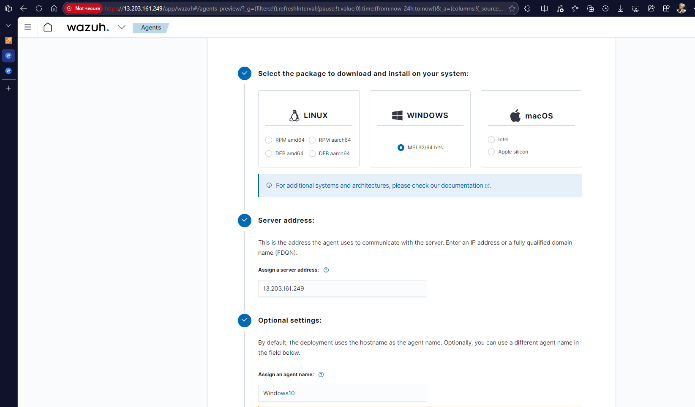 Not secure https://13.203.161.249/app/wazuh#/agents-preview/?_g=(filters:!(),refreshInterval:(pause:!t,value:0),time:(from:now-24h,to:now))&_a=(columns:!(_source...
wazuh. Agents
Select the package to download and install on your system:
LINUX
RPM amd64 RPM aarch64
DEB amd64 DEB aarch64
WINDOWS
MSI 32/64 bits
macOS
Intel
Apple silicon
For additional systems and architectures, please check our documentation.
Server address:
This is the address the agent uses to communicate with the server. Enter an IP address or a fully qualified domain
name (FDQN).
Assign a server address:
13.203.161.249
Optional settings:
By default, the deployment uses the hostname as the agent name. Optionally, you can use a different agent name in
the field below.
Assign an agent name:
Windows10